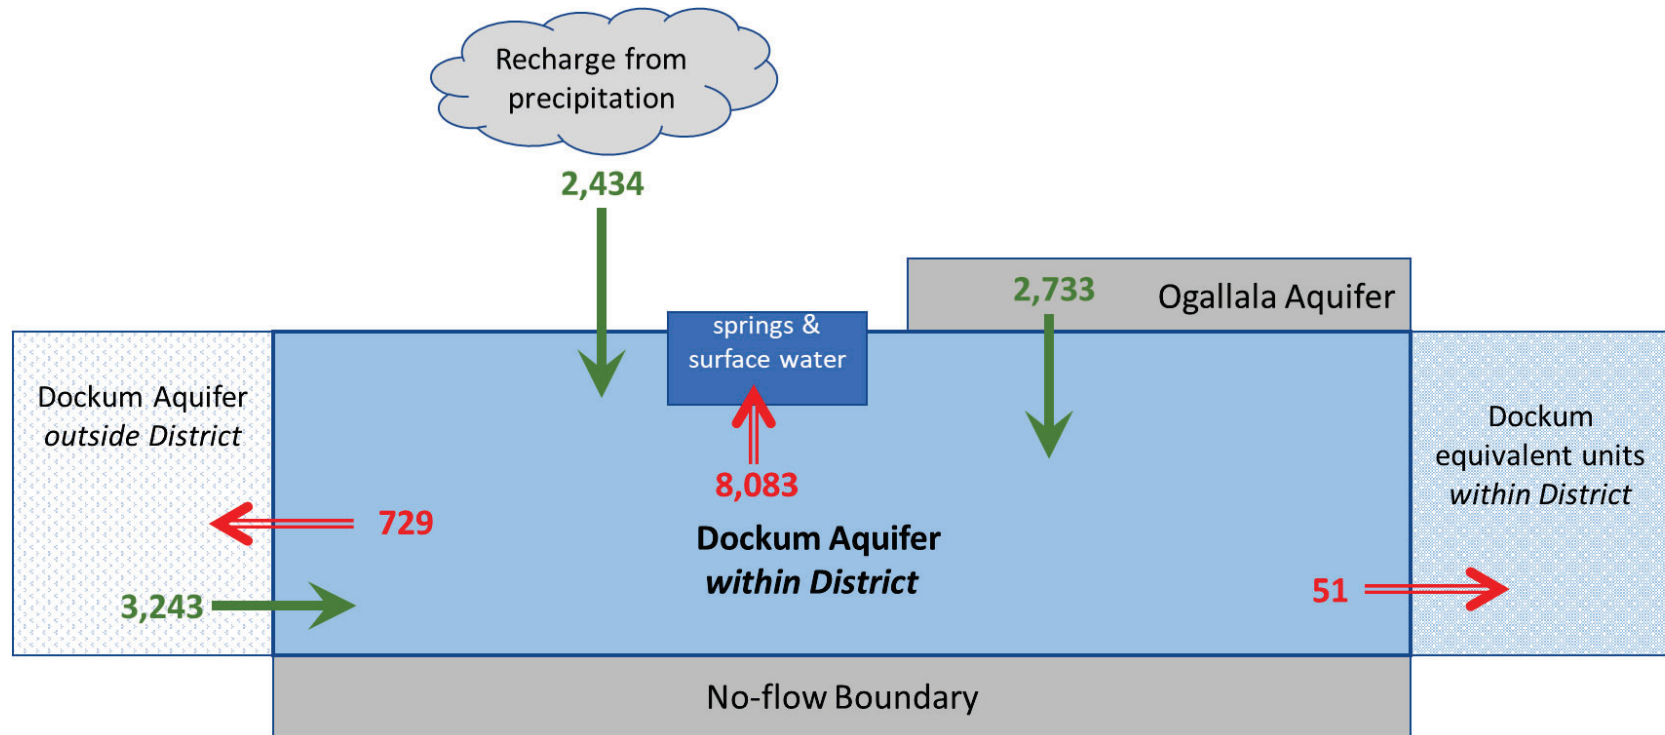 Recharge from
precipitation
2,434
2,733
Ogallala Aquifer
springs &
surface water
Dockum Aquifer
outside District
Dockum
equivalent units
within District
8,083
729
Dockum Aquifer
within District
3,243
51
No-flow Boundary